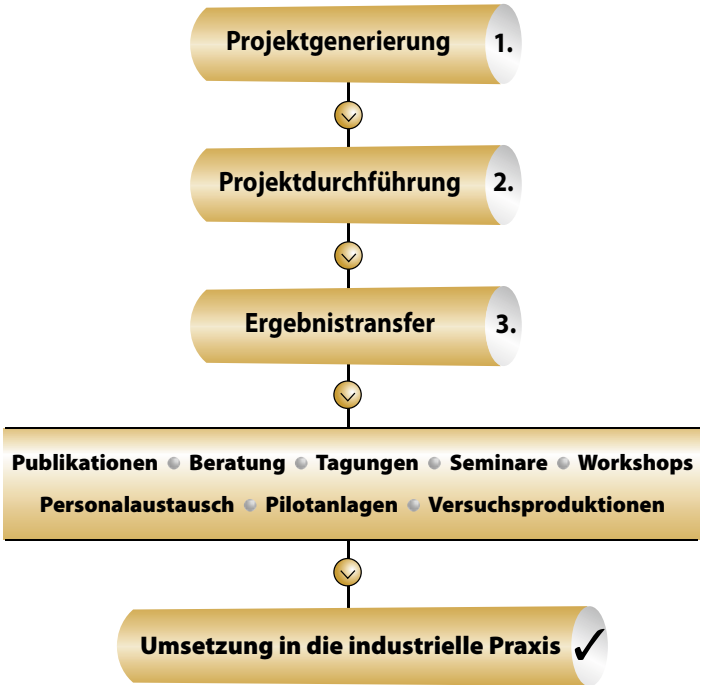 Projektgenerierung 1.
Projektdurchführung 2.
Ergebnistransfer 3.
Publikationen Beratung Tagungen Seminare Workshops
Personalaustausch Pilotanlagen Versuchsproduktionen
Umsetzung in die industrielle Praxis ✓